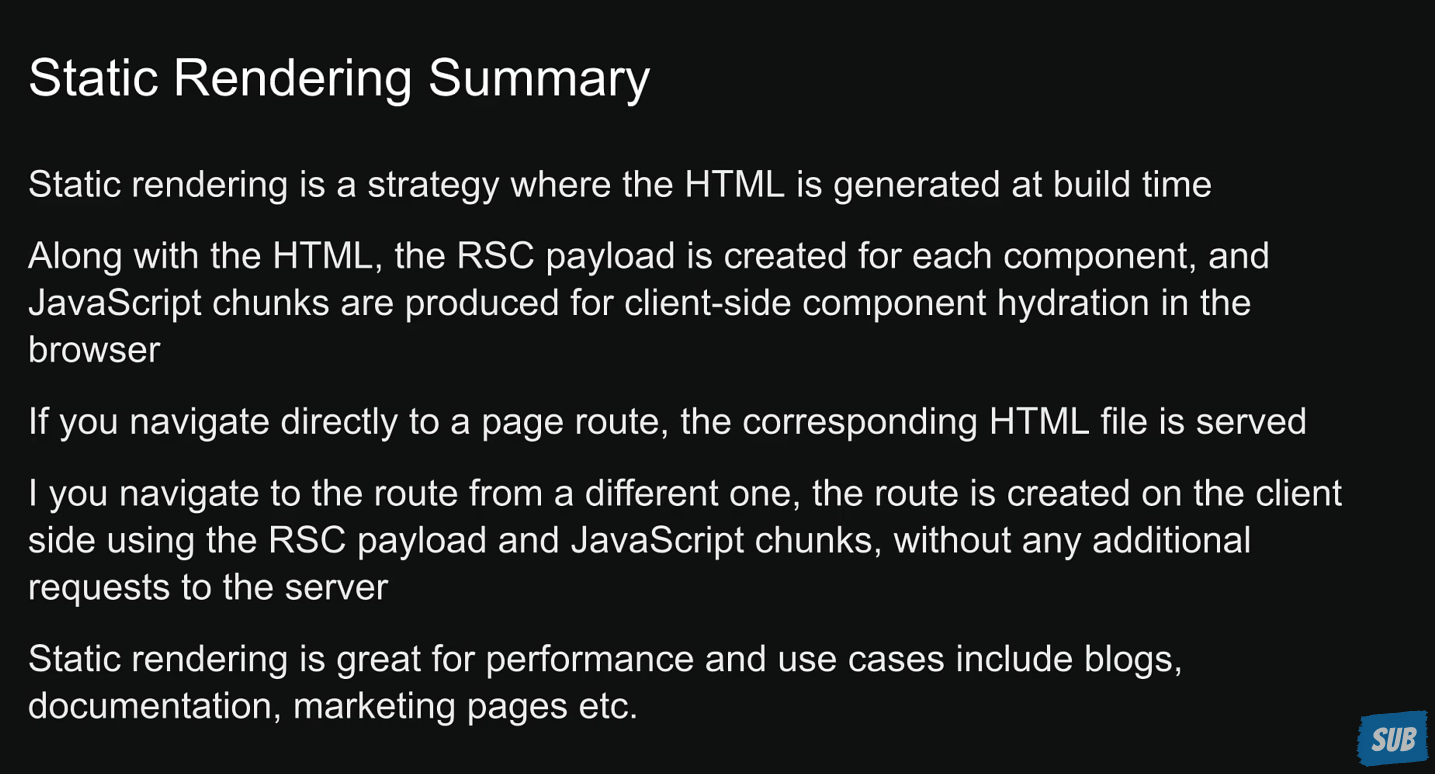 Static Rendering Summary
Static rendering is a strategy where the HTML is generated at build time
Along with the HTML, the RSC payload is created for each component, and
JavaScript chunks are produced for client-side component hydration in the
browser
If you navigate directly to a page route, the corresponding HTML file is served
I you navigate to the route from a different one, the route is created on the client
side using the RSC payload and JavaScript chunks, without any additional
requests to the server
Static rendering is great for performance and use cases include blogs,
documentation, marketing pages etc.
SUB